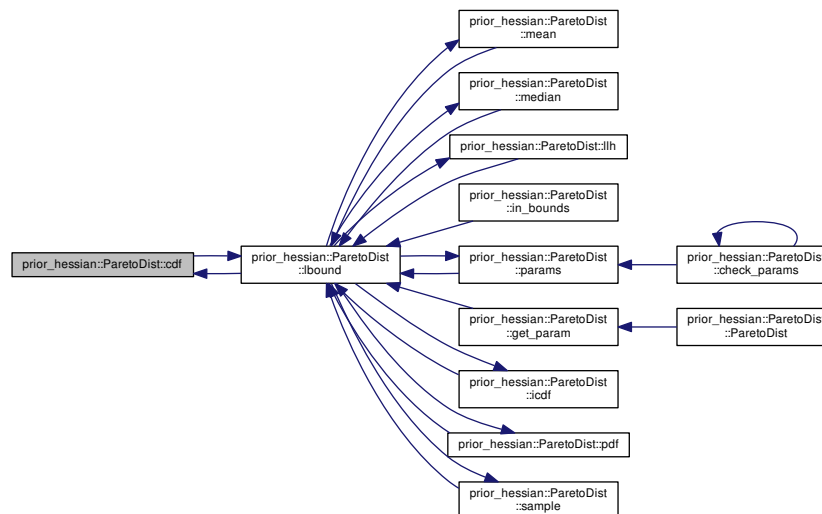 prior_hessian::ParetoDist
::mean
prior_hessian::ParetoDist
::median
prior_hessian::ParetoDist::llh
prior_hessian::ParetoDist
::in_bounds
prior_hessian::ParetoDist::cdf
prior_hessian::ParetoDist
::lbound
prior_hessian::ParetoDist
::params
prior_hessian::ParetoDist
::check_params
prior_hessian::ParetoDist
::get_param
prior_hessian::ParetoDist
::ParetoDist
prior_hessian::ParetoDist
::icdf
prior_hessian::ParetoDist::pdf
prior_hessian::ParetoDist
::sample